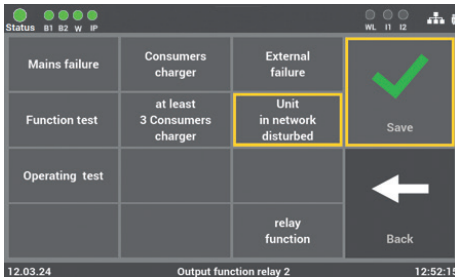 Status B1 B2 W IP WL I1 I2
Mains failure
Consumers
charger
External
failure
Function test
at least
3 Consumers
charger
Unit
in network
disturbed
Save
Operating test
relay
function
Back
12.03.24 Output function relay 2 12:52:15